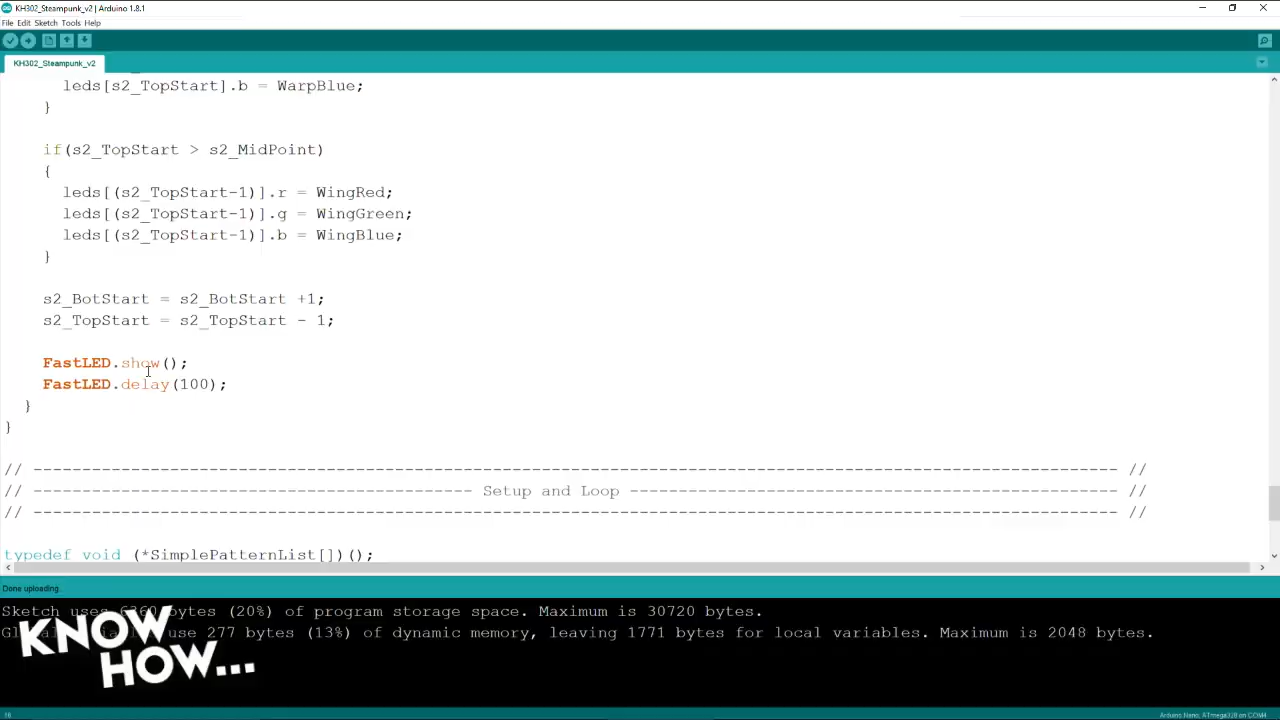 KH302_Steampunk_v2 | Arduino 1.8.1
File Edit Sketch Tools Help
KH302_Steampunk_v2
leds[s2_TopStart].b = WarpBlue;
}
if(s2_TopStart > s2_MidPoint)
{
leds[(s2_TopStart-1)].r = WingRed;
leds[(s2_TopStart-1)].g = WingGreen;
leds[(s2_TopStart-1)].b = WingBlue;
}
s2_BotStart = s2_BotStart +1;
s2_TopStart = s2_TopStart - 1;
FastLED.show();
FastLED.delay(100);
}
}
// --------------------------------------------------------------------------------------------------------------- //
// --------------------------------------------- Setup and Loop -------------------------------------------------- //
// --------------------------------------------------------------------------------------------------------------- //
typedef void (*SimplePatternList[])();
Done uploading.
Sketch uses 6360 bytes (20%) of program storage space. Maximum is 30720 bytes.
use 277 bytes (13%) of dynamic memory, leaving 1771 bytes for local variables. Maximum is 2048 bytes.
KNOW
HOW...
Arduino Nano, ATmega328 on COM4